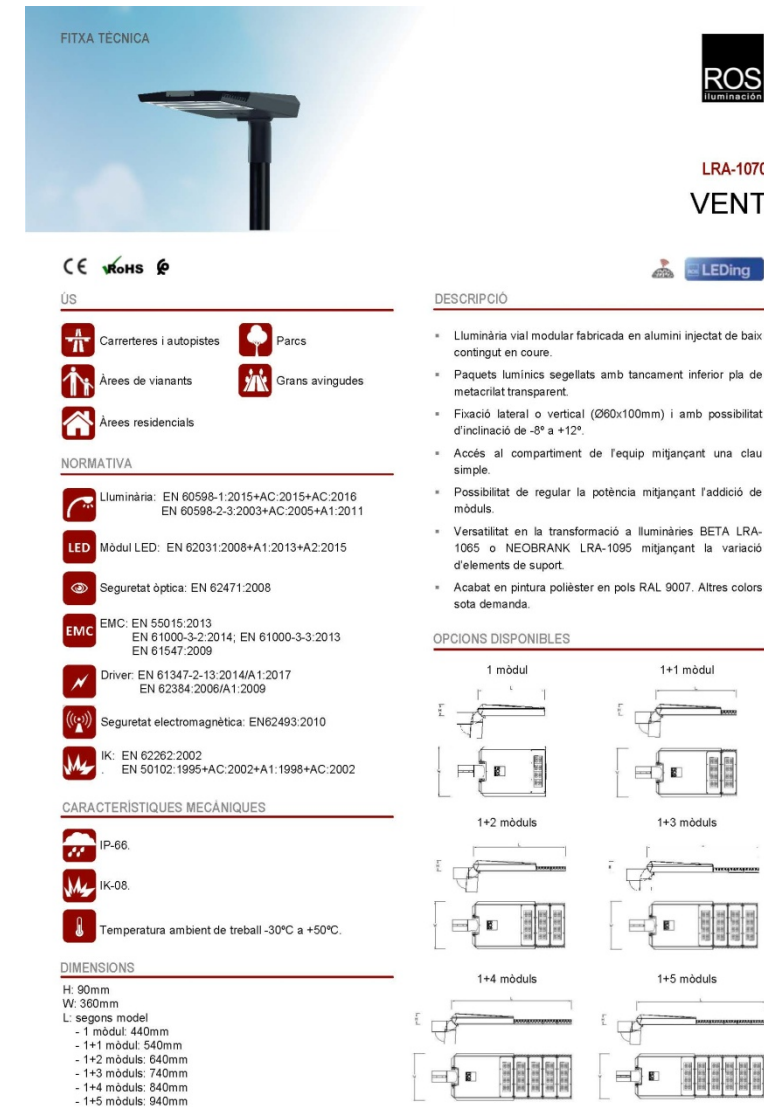 FITXA TÈCNICA
ROS
iluminación
LRA-1070
VENT
CE RoHS
ROS LEDing
ÚS
Carrerteres i autopistes
Parcs
Àrees de vianants
Grans avingudes
Àrees residencials
NORMATIVA
Lluminària: EN 60598-1:2015+AC:2015+AC:2016
EN 60598-2-3:2003+AC:2005+A1:2011
LED Mòdul LED: EN 62031:2008+A1:2013+A2:2015
Seguretat òptica: EN 62471:2008
EMC EMC: EN 55015:2013
EN 61000-3-2:2014; EN 61000-3-3:2013
EN 61547:2009
Driver: EN 61347-2-13:2014/A1:2017
EN 62384:2006/A1:2009
Seguretat electromagnètica: EN62493:2010
IK: EN 62262:2002
. EN 50102:1995+AC:2002+A1:1998+AC:2002
CARACTERÍSTIQUES MECÀNIQUES
IP-66.
IK-08.
Temperatura ambient de treball -30ºC a +50ºC.
DIMENSIONS
H: 90mm
W: 360mm
L: segons model
- 1 mòdul: 440mm
- 1+1 mòdul: 540mm
- 1+2 mòduls: 640mm
- 1+3 mòduls: 740mm
- 1+4 mòduls: 840mm
- 1+5 mòduls: 940mm
DESCRIPCIÓ
Lluminària vial modular fabricada en alumini injectat de baix
contingut en coure.
Paquets lumínics segellats amb tancament inferior pla de
metacrilat transparent.
Fixació lateral o vertical (Ø60x100mm) i amb possibilitat
d'inclinació de -8º a +12º.
Accés al compartiment de l'equip mitjançant una clau
simple.
Possibilitat de regular la potència mitjançant l'addició de
mòduls.
Versatilitat en la transformació a lluminàries BETA LRA-
1065 o NEOBRANK LRA-1095 mitjançant la variació
d'elements de suport.
Acabat en pintura polièster en pols RAL 9007. Altres colors
sota demanda.
OPCIONS DISPONIBLES
1 mòdul
1+1 mòdul
1+2 mòduls
1+3 mòduls
1+4 mòduls
1+5 mòduls